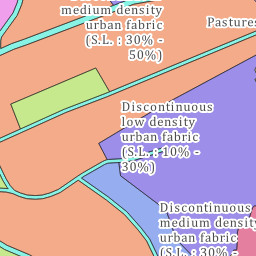 medium density
urban fabric
(S.L. : 30% -
50%)
Pastures
Discontinuous
low density
urban fabric
(S.L. : 10% -
30%)
Discontinuous
medium density
urban fabric
(S.L. : 30% -